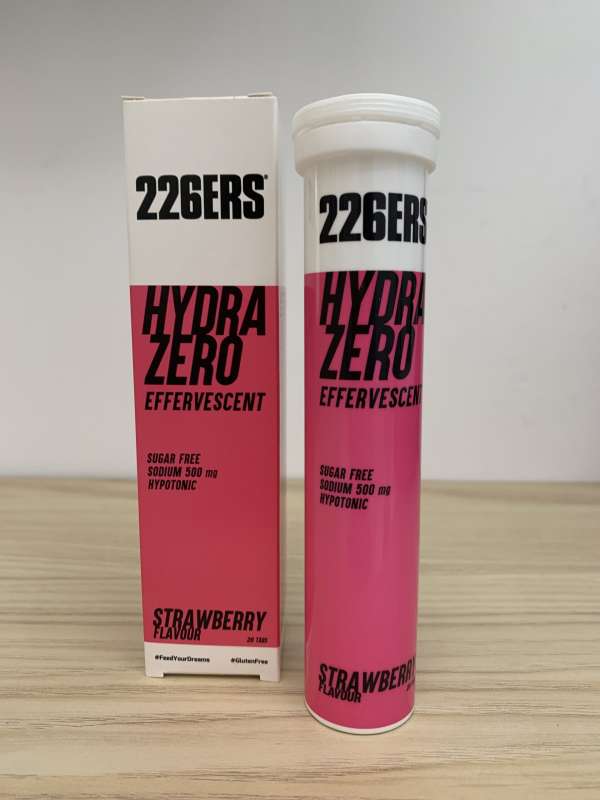 226ERS®
HYDRA
ZERO
EFFERVESCENT
SUGAR FREE
SODIUM 500 mg
HYPOTONIC
STRAWBERRY
FLAVOUR
20 TABS
#FeedYourDreams #GlutenFree
226ERS
HYDRA
ZERO
EFFERVESCENT
SUGAR FREE
SODIUM 500 mg
HYPOTONIC
STRAWBERRY
FLAVOUR